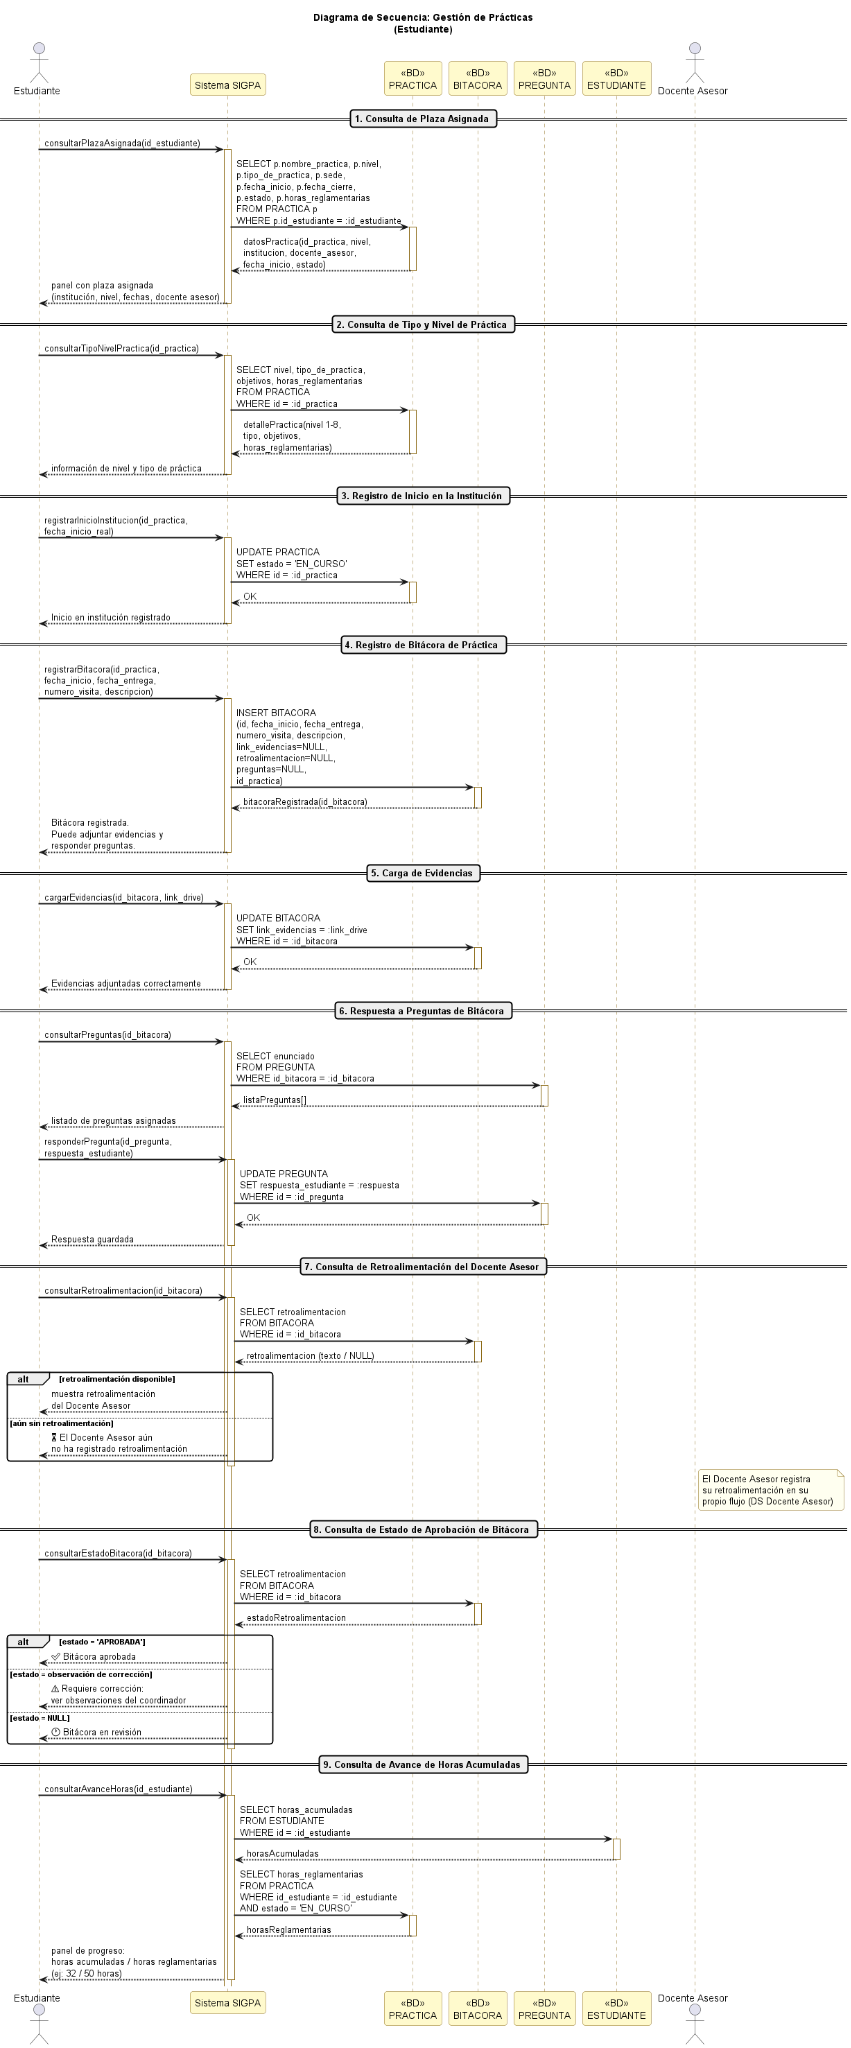 Diagrama de Secuencia: Gestión de Prácticas
(Estudiante)
Estudiante
Sistema SIGPA
«BD»
PRACTICA
«BD»
BITACORA
«BD»
PREGUNTA
«BD»
ESTUDIANTE
Docente Asesor
1. Consulta de Plaza Asignada
consultarPlazaAsignada(id_estudiante)
SELECT p.nombre_practica, p.nivel,
p.tipo_de_practica, p.sede,
p.fecha_inicio, p.fecha_cierre,
p.estado, p.horas_reglamentarias
FROM PRACTICA p
WHERE p.id_estudiante = :id_estudiante
datosPractica(id_practica, nivel,
institucion, docente_asesor,
fecha_inicio, estado)
panel con plaza asignada
(institución, nivel, fechas, docente asesor)
2. Consulta de Tipo y Nivel de Práctica
consultarTipoNivelPractica(id_practica)
SELECT nivel, tipo_de_practica,
objetivos, horas_reglamentarias
FROM PRACTICA
WHERE id = :id_practica
detallePractica(nivel 1-8,
tipo, objetivos,
horas_reglamentarias)
información de nivel y tipo de práctica
3. Registro de Inicio en la Institución
registrarInicioInstitucion(id_practica,
fecha_inicio_real)
UPDATE PRACTICA
SET estado = 'EN_CURSO'
WHERE id = :id_practica
OK
Inicio en institución registrado
4. Registro de Bitácora de Práctica
registrarBitacora(id_practica,
fecha_inicio, fecha_entrega,
numero_visita, descripcion)
INSERT BITACORA
(id, fecha_inicio, fecha_entrega,
numero_visita, descripcion,
link_evidencias=NULL,
retroalimentacion=NULL,
preguntas=NULL,
id_practica)
bitacoraRegistrada(id_bitacora)
Bitácora registrada.
Puede adjuntar evidencias y
responder preguntas.
5. Carga de Evidencias
cargarEvidencias(id_bitacora, link_drive)
UPDATE BITACORA
SET link_evidencias = :link_drive
WHERE id = :id_bitacora
OK
Evidencias adjuntadas correctamente
6. Respuesta a Preguntas de Bitácora
consultarPreguntas(id_bitacora)
SELECT enunciado
FROM PREGUNTA
WHERE id_bitacora = :id_bitacora
listaPreguntas[]
listado de preguntas asignadas
responderPregunta(id_pregunta,
respuesta_estudiante)
UPDATE PREGUNTA
SET respuesta_estudiante = :respuesta
WHERE id = :id_pregunta
OK
Respuesta guardada
7. Consulta de Retroalimentación del Docente Asesor
consultarRetroalimentacion(id_bitacora)
SELECT retroalimentacion
FROM BITACORA
WHERE id = :id_bitacora
retroalimentacion (texto / NULL)
alt [retroalimentación disponible]
muestra retroalimentación
del Docente Asesor
[aún sin retroalimentación]
⏳ El Docente Asesor aún
no ha registrado retroalimentación
El Docente Asesor registra
su retroalimentación en su
propio flujo (DS Docente Asesor)
8. Consulta de Estado de Aprobación de Bitácora
consultarEstadoBitacora(id_bitacora)
SELECT retroalimentacion
FROM BITACORA
WHERE id = :id_bitacora
estadoRetroalimentacion
alt [estado = 'APROBADA']
✅ Bitácora aprobada
[estado = observación de corrección]
⚠ Requiere corrección:
ver observaciones del coordinador
[estado = NULL]
🕐 Bitácora en revisión
9. Consulta de Avance de Horas Acumuladas
consultarAvanceHoras(id_estudiante)
SELECT horas_acumuladas
FROM ESTUDIANTE
WHERE id = :id_estudiante
horasAcumuladas
SELECT horas_reglamentarias
FROM PRACTICA
WHERE id_estudiante = :id_estudiante
AND estado = 'EN_CURSO'
horasReglamentarias
panel de progreso:
horas acumuladas / horas reglamentarias
(ej: 32 / 50 horas)
Estudiante
Sistema SIGPA
«BD»
PRACTICA
«BD»
BITACORA
«BD»
PREGUNTA
«BD»
ESTUDIANTE
Docente Asesor